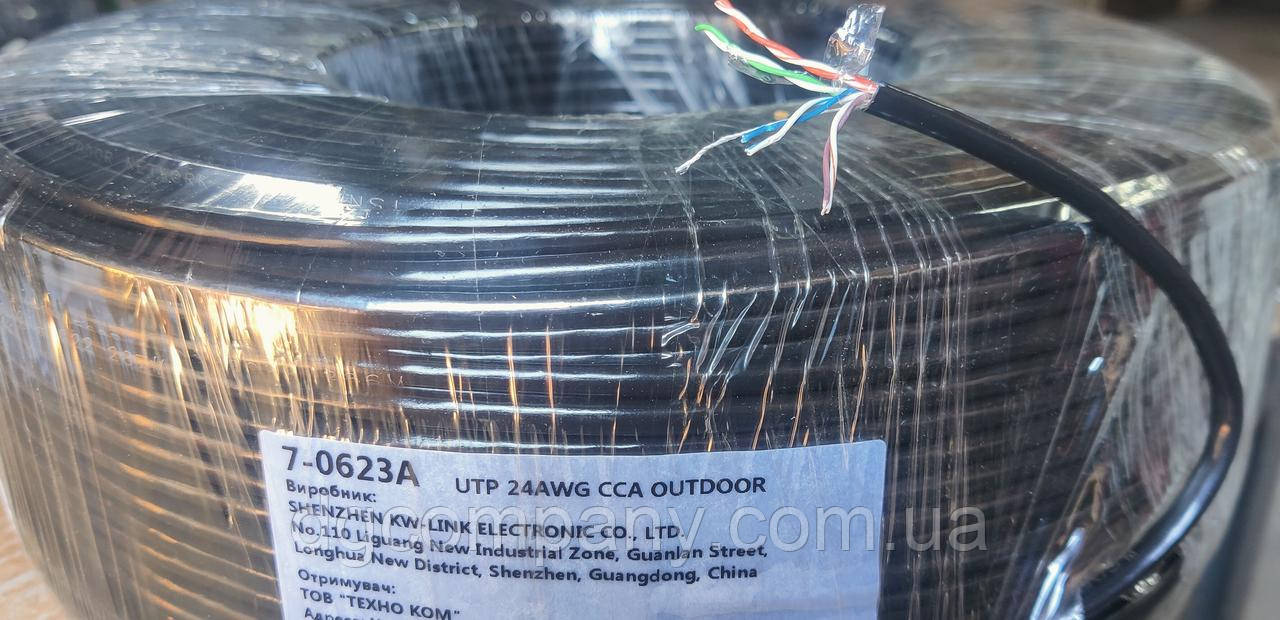 7-0623A UTP 24AWG CCA OUTDOOR
Виробник:
SHENZHEN KW-LINK ELECTRONIC CO., LTD.
No.110 Liguang New Industrial Zone, Guanlan Street,
Longhua New District, Shenzhen, Guangdong, China
Отримувач:
ТОВ "ТЕХНО КОМ"
cgcompany.com.ua